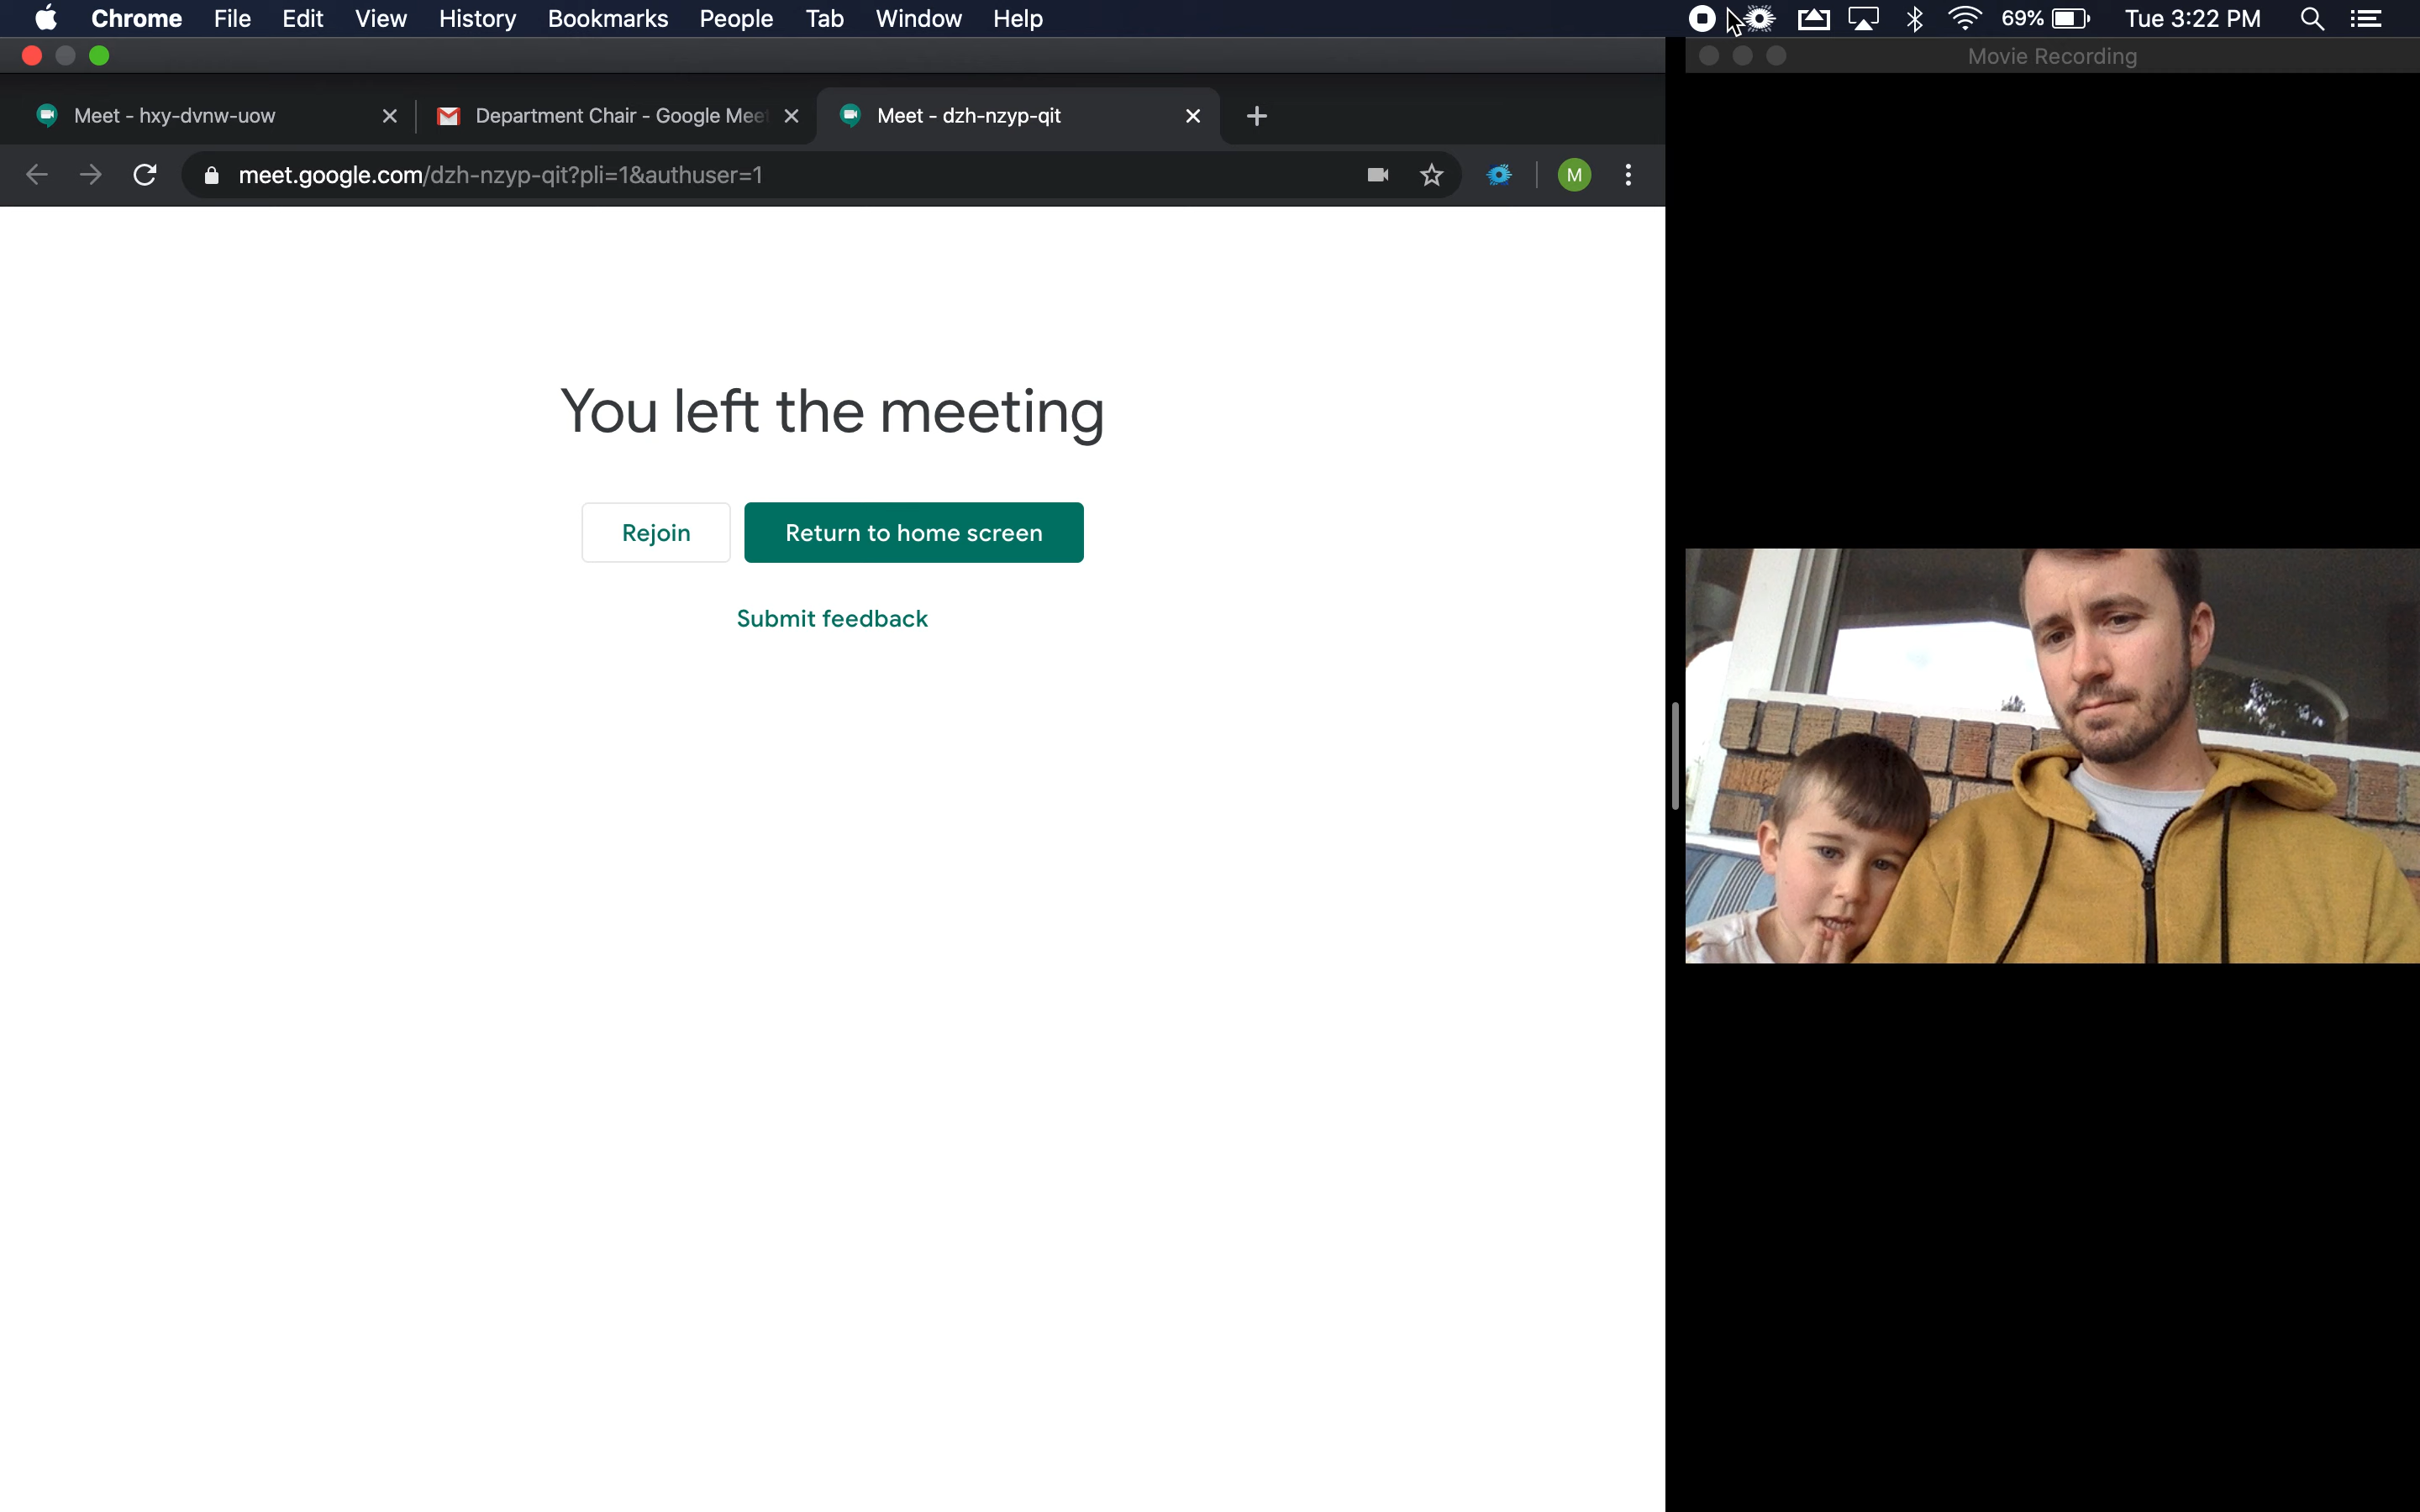 Chrome File Edit View History Bookmarks People Tab Window Help 69% Tue 3:22 PM
Movie Recording
Meet - hxy-dvnw-uow Department Chair - Google Meet Meet - dzh-nzyp-qit
meet.google.com/dzh-nzyp-qit?pli=1&authuser=1 M
You left the meeting
Rejoin Return to home screen
Submit feedback